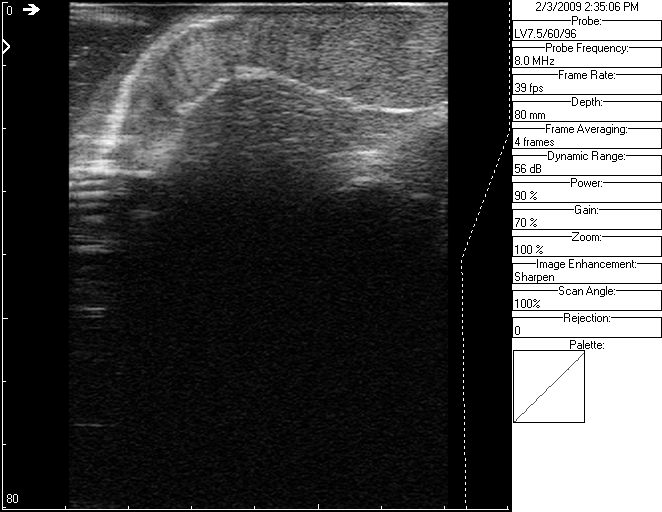 0
80
2/3/2009 2:35:06 PM
Probe:
LV7.5/60/96
Probe Frequency:
8.0 MHz
Frame Rate:
39 fps
Depth:
80 mm
Frame Averaging:
4 frames
Dynamic Range:
56 dB
Power:
90 %
Gain:
70 %
Zoom:
100 %
Image Enhancement:
Sharpen
Scan Angle:
100%
Rejection:
0
Palette: